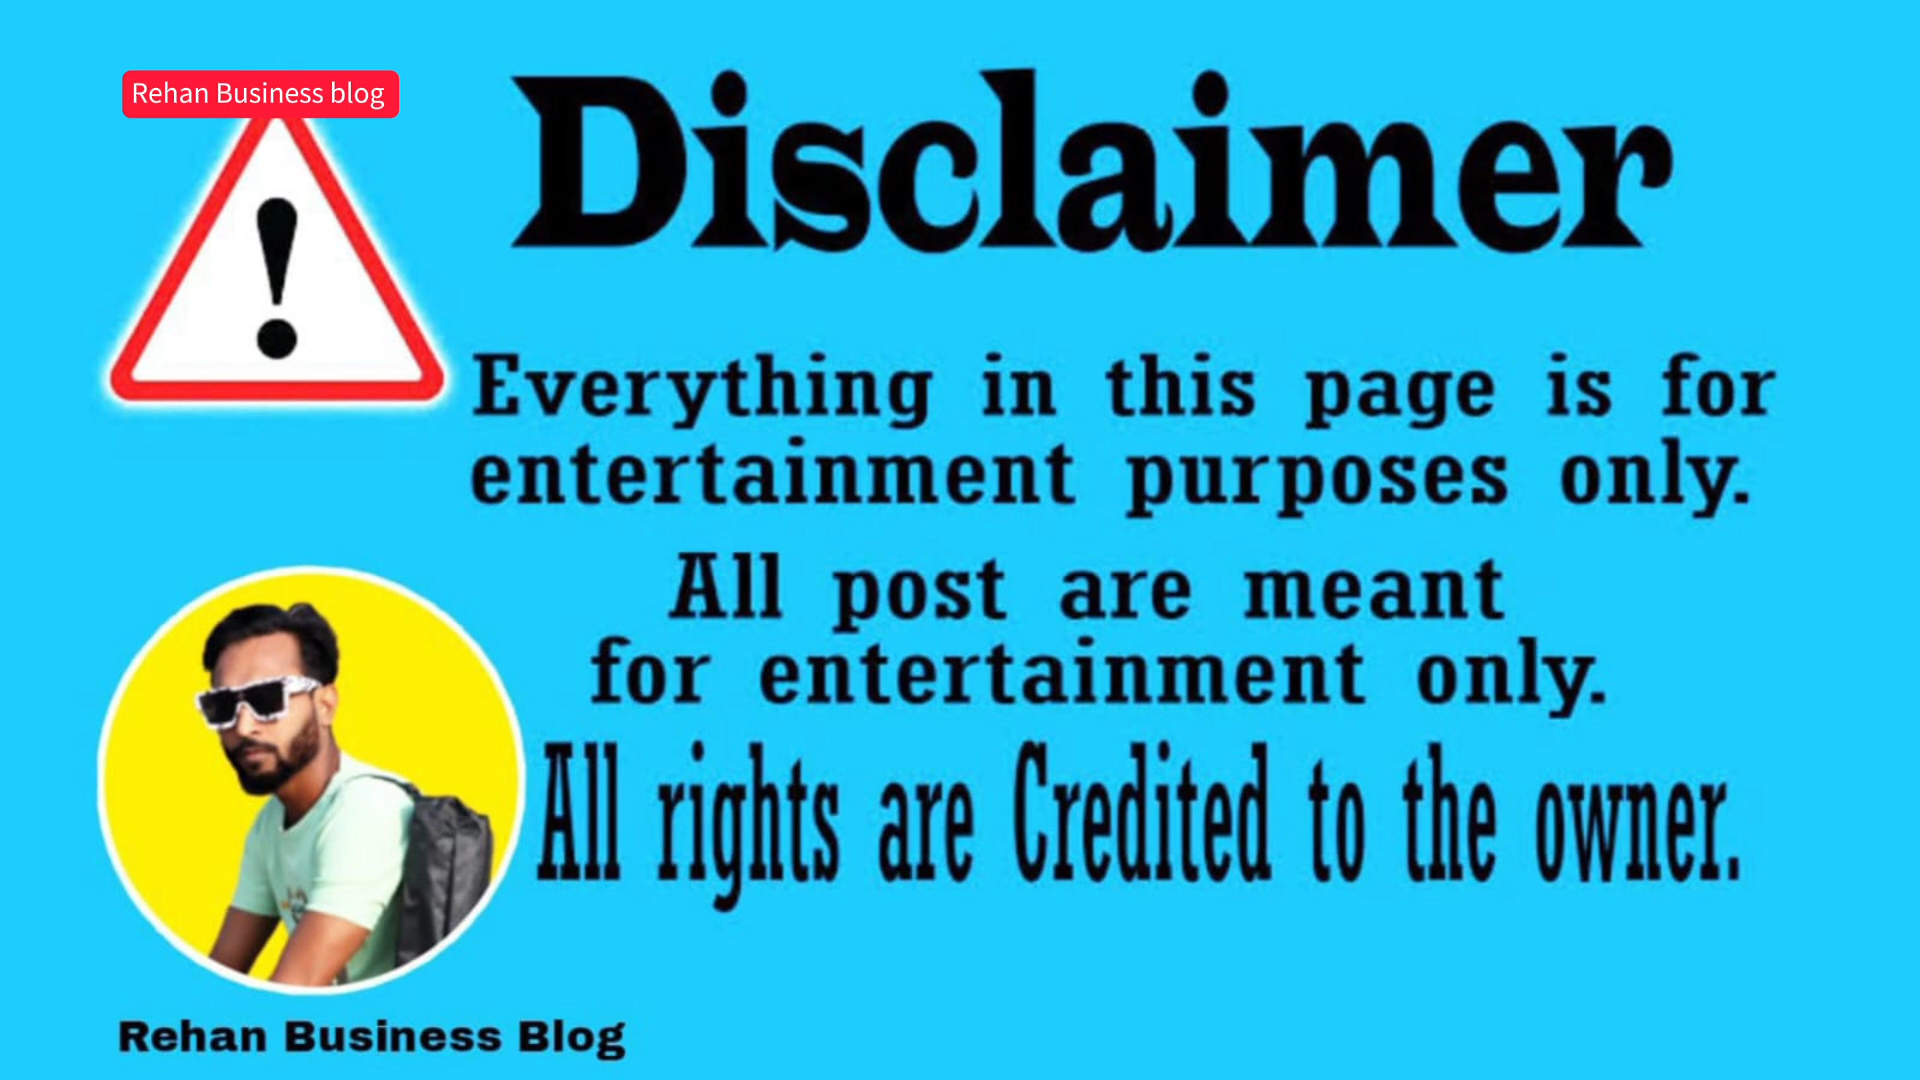 Rehan Business blog
Disclaimer
Everything in this page is for
entertainment purposes only.
All post are meant
for entertainment only.
All rights are Credited to the owner.
Rehan Business Blog